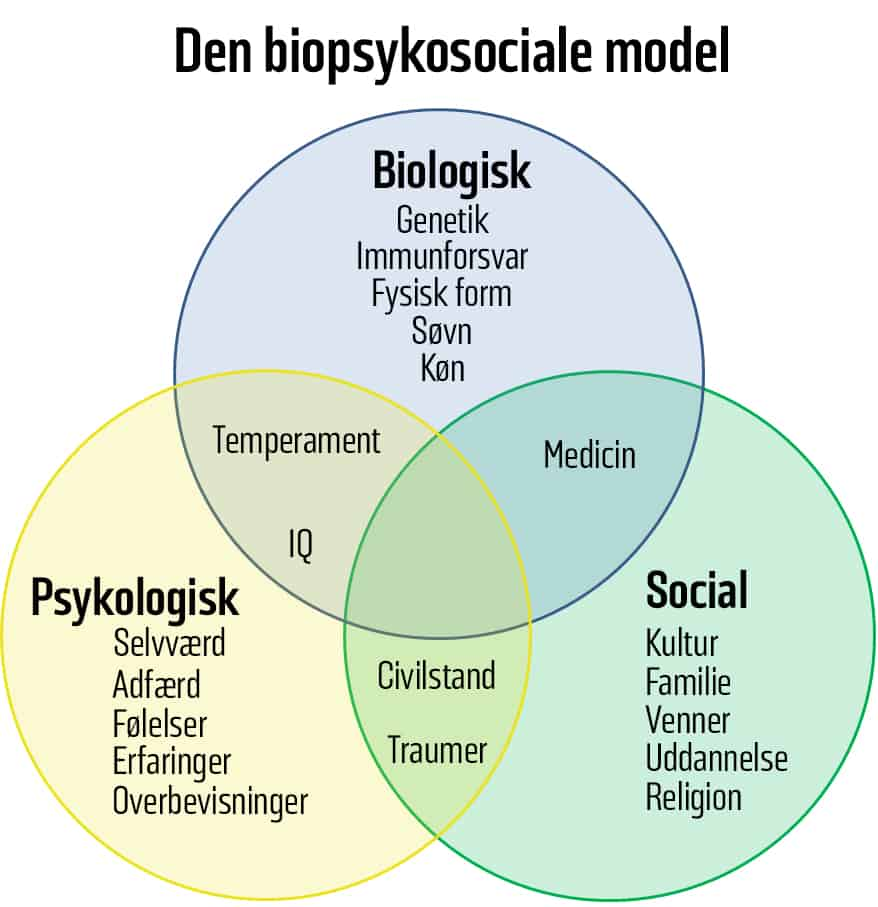 Den biopsykosociale model
Biologisk
Genetik
Immunforsvar
Fysisk form
Søvn
Køn
Temperament
IQ
Medicin
Psykologisk
Selvværd
Adfærd
Følelser
Erfaringer
Overbevisninger
Civilstand
Traumer
Social
Kultur
Familie
Venner
Uddannelse
Religion